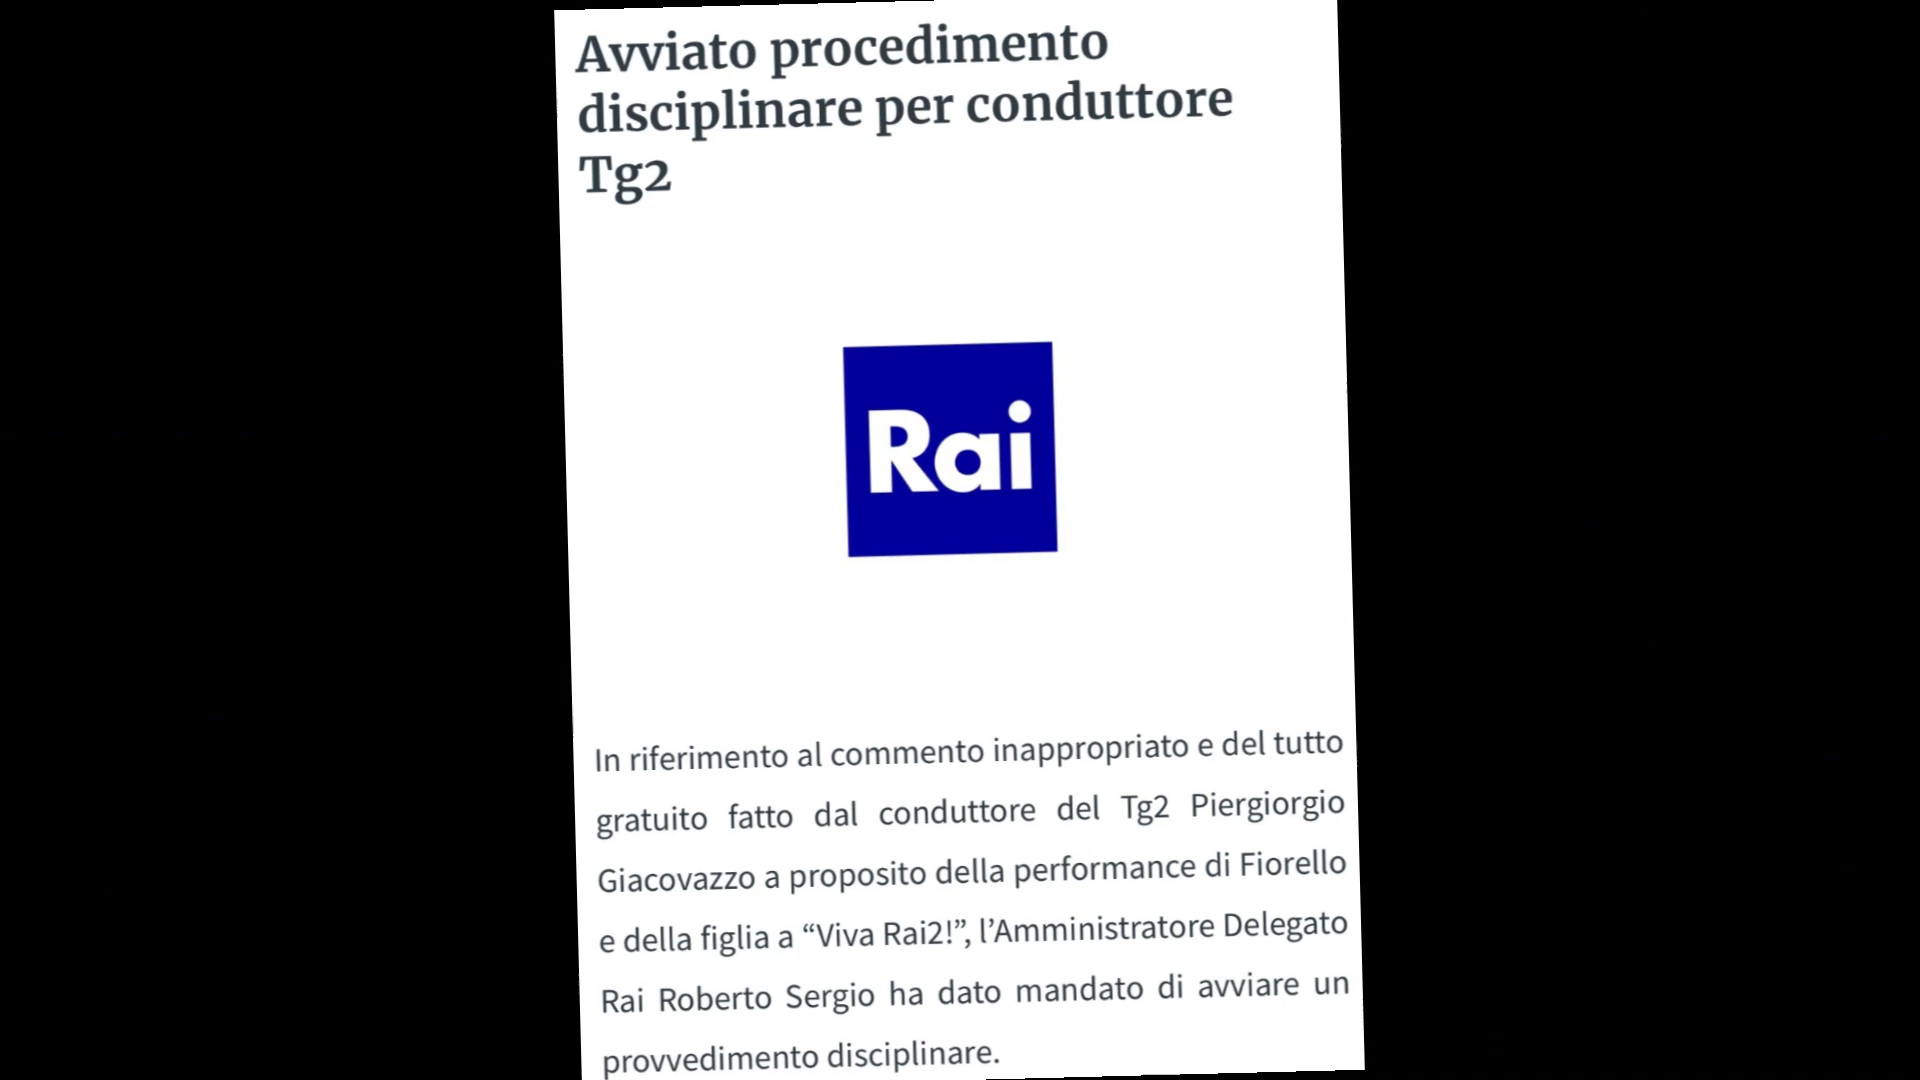 Avviato procedimento
disciplinare per conduttore
Tg2
Rai
In riferimento al commento inappropriato e del tutto
gratuito fatto dal conduttore del Tg2 Piergiorgio
Giacovazzo a proposito della performance di Fiorello
e della figlia a “Viva Rai2!”, l’Amministratore Delegato
Rai Roberto Sergio ha dato mandato di avviare un
provvedimento disciplinare.